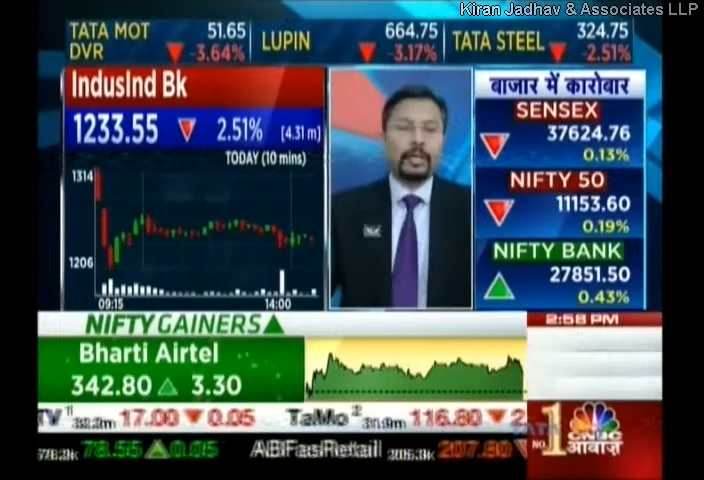 Kiran Jadhav & Associates LLP
TATA MOT DVR 51.65 -3.64%
LUPIN 664.75 -3.17%
TATA STEEL 324.75 -2.51%
IndusInd Bk
1233.55 2.51% [4.31 m]
TODAY (10 mins)
1314
1206
09:15 14:00
बाजार में कारोबार
SENSEX
37624.76
0.13%
NIFTY 50
11153.60
0.19%
NIFTY BANK
27851.50
0.43%
NIFTY GAINERS
2:58 PM
Bharti Airtel
342.80 3.30
17.00 0.05 TaMo 116.80
78.55 0.05 ABFasRetail 207.80
NO. 1 CNBC आवाज़